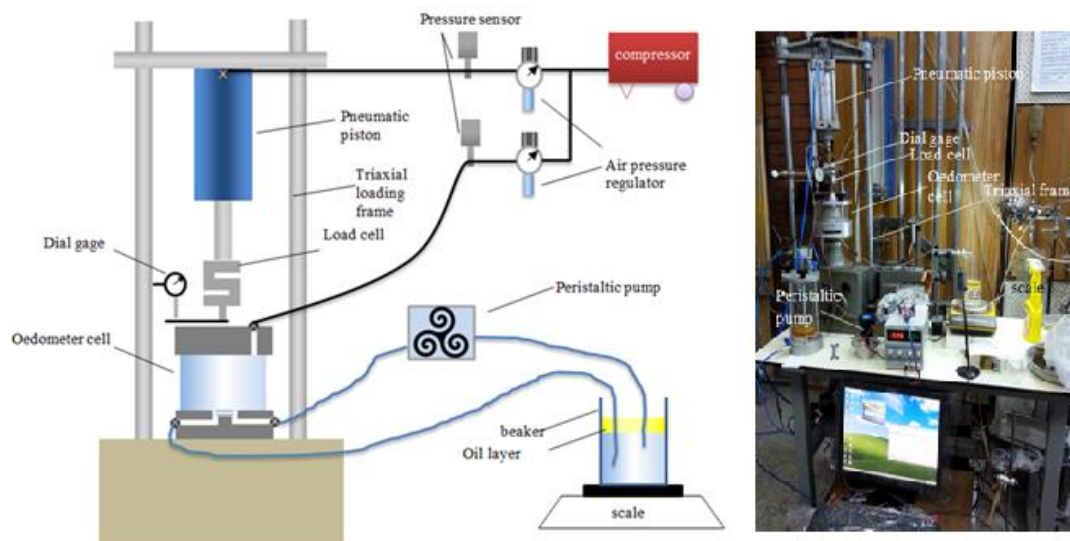 Pressure sensor
compressor
Pneumatic
piston
Air pressure
regulator
Triaxial
loading
frame
Load cell
Dial gage
Peristaltic pump
Oedometer cell
beaker
Oil layer
scale
Pneumatic piston
Dial gage
Load cell
Oedometer
cell
Triaxial frame
scale
Peristaltic
pump